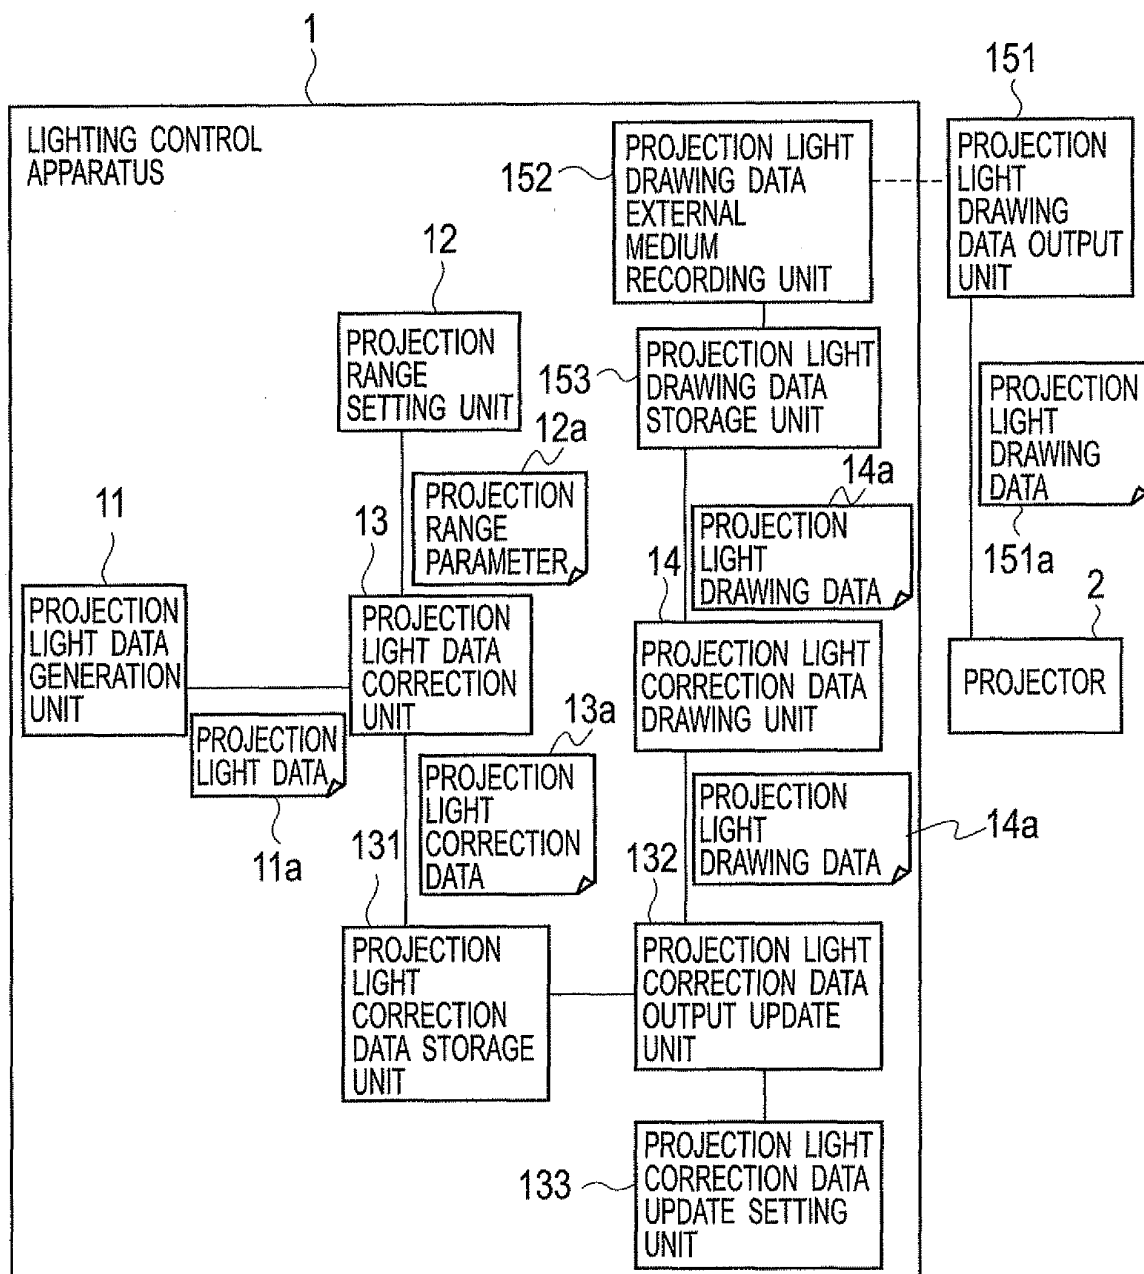 1
LIGHTING CONTROL
APPARATUS
152
PROJECTION LIGHT
DRAWING DATA
EXTERNAL
MEDIUM
RECORDING UNIT
151
PROJECTION
LIGHT
DRAWING
DATA OUTPUT
UNIT
12
PROJECTION
RANGE
SETTING UNIT
153
PROJECTION LIGHT
DRAWING DATA
STORAGE UNIT
PROJECTION
LIGHT
DRAWING
DATA
151a
12a
PROJECTION
RANGE
PARAMETER
14a
PROJECTION
LIGHT
DRAWING DATA
11
PROJECTION
LIGHT DATA
GENERATION
UNIT
13
PROJECTION
LIGHT DATA
CORRECTION
UNIT
14
PROJECTION LIGHT
CORRECTION DATA
DRAWING UNIT
2
PROJECTOR
PROJECTION
LIGHT DATA
11a
13a
PROJECTION
LIGHT
CORRECTION
DATA
PROJECTION
LIGHT
DRAWING DATA
14a
131
PROJECTION
LIGHT
CORRECTION
DATA STORAGE
UNIT
132
PROJECTION LIGHT
CORRECTION DATA
OUTPUT UPDATE
UNIT
133
PROJECTION LIGHT
CORRECTION DATA
UPDATE SETTING
UNIT